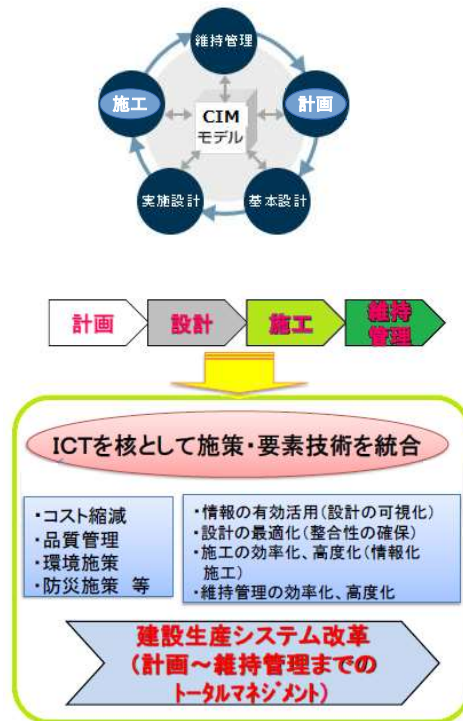 維持管理
施工
計画
CIM
モデル
実施設計
基本設計
計画
設計
施工
維持
管理
ICTを核として施策・要素技術を統合
・コスト縮減
・品質管理
・環境施策
・防災施策 等
・情報の有効活用(設計の可視化)
・設計の最適化(整合性の確保)
・施工の効率化、高度化(情報化
施工)
・維持管理の効率化、高度化
建設生産システム改革
(計画~維持管理までの
トータルマネジメント)